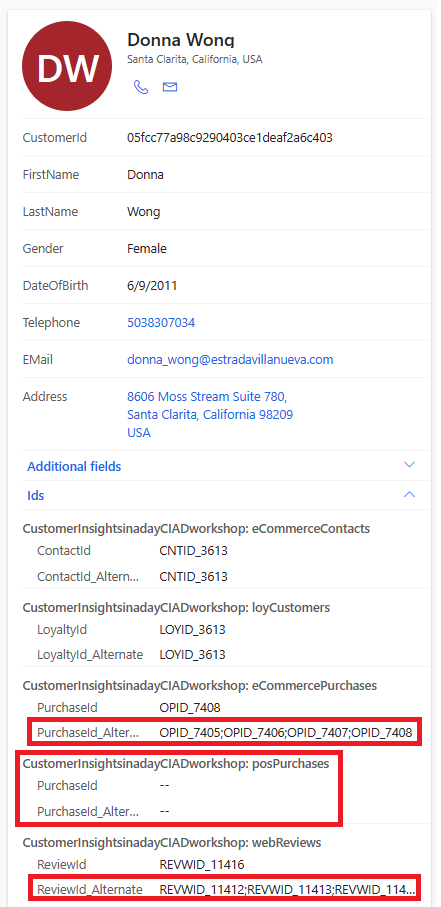 DW
Donna Wong
Santa Clarita, California, USA
CustomerId 05fcc77a98c9290403ce1deaf2a6c403
FirstName Donna
LastName Wong
Gender Female
DateOfBirth 6/9/2011
Telephone 5038307034
EMail donna_wong@estradavillanueva.com
Address 8606 Moss Stream Suite 780,
Santa Clarita, California 98209
USA
Additional fields
Ids
CustomerInsightsinadayCIADworkshop: eCommerceContacts
ContactId CNTID_3613
ContactId_Altern... CNTID_3613
CustomerInsightsinadayCIADworkshop: loyCustomers
LoyaltyId LOYID_3613
LoyaltyId_Alternate LOYID_3613
CustomerInsightsinadayCIADworkshop: eCommercePurchases
PurchaseId OPID_7408
PurchaseId_Alter... OPID_7405;OPID_7406;OPID_7407;OPID_7408
CustomerInsightsinadayCIADworkshop: posPurchases
PurchaseId --
PurchaseId_Alter... --
CustomerInsightsinadayCIADworkshop: webReviews
ReviewId REVWID_11416
ReviewId_Alternate REVWID_11412;REVWID_11413;REVWID_114...